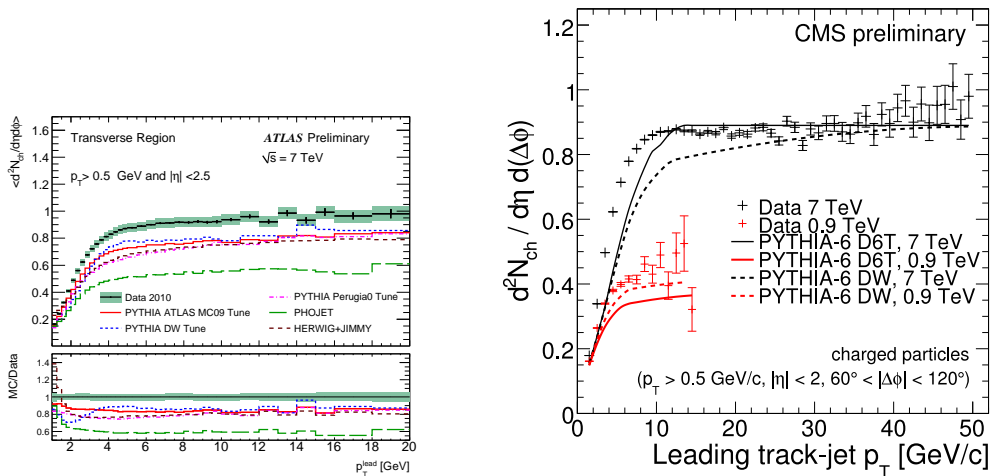 <d²N_ch/dηdϕ>
1.6
1.4
1.2
1
0.8
0.6
0.4
0.2
Transverse Region
ATLAS Preliminary
√s = 7 TeV
p_T > 0.5 GeV and |η| <2.5
Data 2010
PYTHIA ATLAS MC09 Tune
PYTHIA DW Tune
PYTHIA Perugia0 Tune
PHOJET
HERWIG+JIMMY
MC/Data
1.4
1.2
1
0.8
0.6
2 4 6 8 10 12 14 16 18 20
p_T^lead [GeV]
d²N_ch / dη d(Δϕ)
1.2
1
0.8
0.6
0.4
0.2
0
CMS preliminary
Data 7 TeV
Data 0.9 TeV
PYTHIA-6 D6T, 7 TeV
PYTHIA-6 D6T, 0.9 TeV
PYTHIA-6 DW, 7 TeV
PYTHIA-6 DW, 0.9 TeV
charged particles
(p_T > 0.5 GeV/c, |η| < 2, 60° < |Δϕ| < 120°)
0 10 20 30 40 50
Leading track-jet p_T [GeV/c]